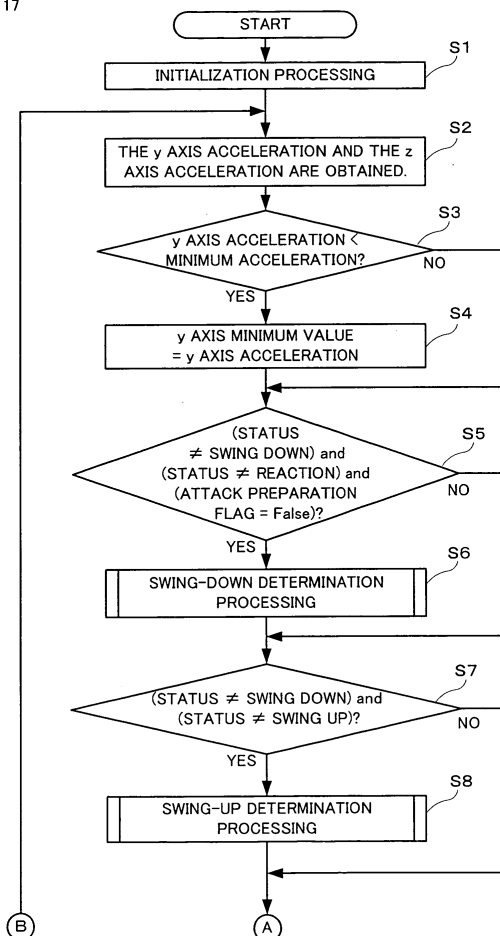 17
START
S1
INITIALIZATION PROCESSING
S2
THE y AXIS ACCELERATION AND THE z
AXIS ACCELERATION ARE OBTAINED.
S3
y AXIS ACCELERATION <
MINIMUM ACCELERATION?
NO
YES
S4
y AXIS MINIMUM VALUE
= y AXIS ACCELERATION
(STATUS
≠ SWING DOWN) and
(STATUS ≠ REACTION) and
(ATTACK PREPARATION
FLAG = False)?
S5
NO
YES
S6
SWING-DOWN DETERMINATION
PROCESSING
S7
(STATUS ≠ SWING DOWN) and
(STATUS ≠ SWING UP)?
NO
YES
S8
SWING-UP DETERMINATION
PROCESSING
B
A